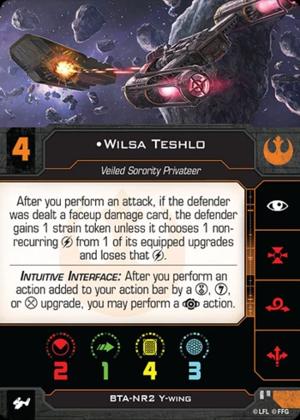 4
•Wilsa Teshlo
Veiled Sorority Privateer
After you perform an attack, if the defender
was dealt a faceup damage card, the defender
gains 1 strain token unless it chooses 1 non-
recurring from 1 of its equipped upgrades
and loses that .
Intuitive Interface: After you perform an
action added to your action bar by a , ,
or upgrade, you may perform a action.
2 1 4 3
BTA-NR2 Y-wing
©LFL ©FFG